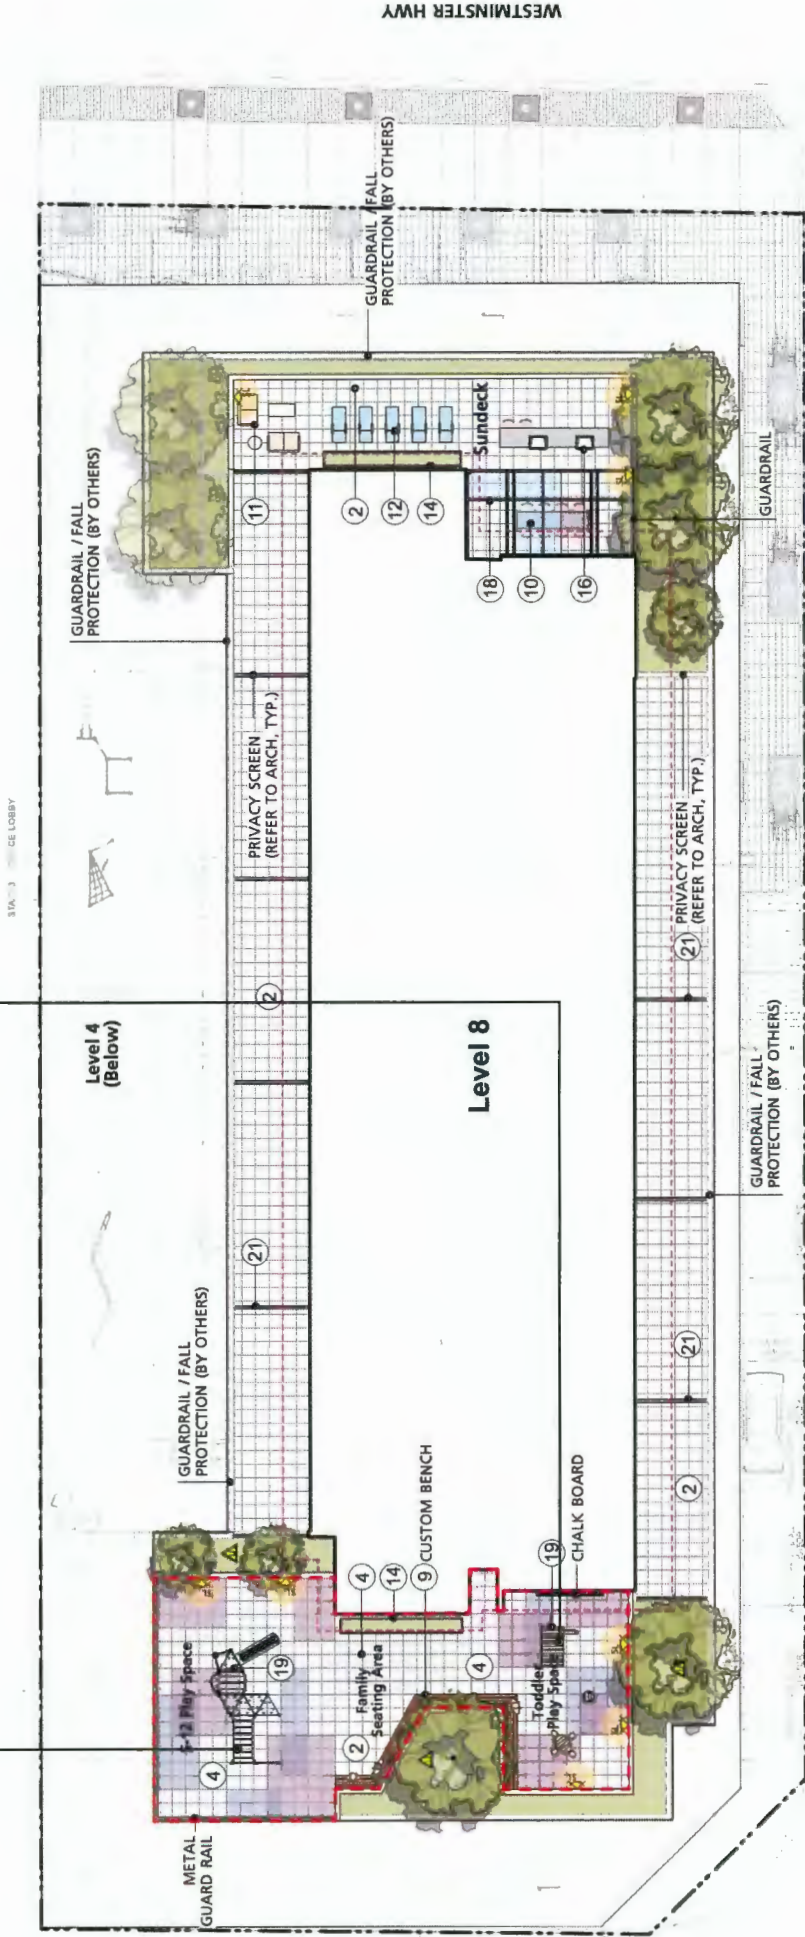 WESTMINSTER HWY
GUARDRAIL / FALL
PROTECTION (BY OTHERS)
GUARDRAIL / FALL
PROTECTION (BY OTHERS)
11
2
12
14
Sundeck
18
10
16
GUARDRAIL
PRIVACY SCREEN
(REFER TO ARCH, TYP.)
PRIVACY SCREEN
(REFER TO ARCH, TYP.)
21
CE LOBBY
Level 4
(Below)
2
Level 8
GUARDRAIL / FALL
PROTECTION (BY OTHERS)
21
GUARDRAIL / FALL
PROTECTION (BY OTHERS)
21
2
CUSTOM BENCH
CHALK BOARD
4
14
9
19
Play Space
19
Family
Seating Area
4
Toddler
Play Space
4
2
METAL
GUARD RAIL